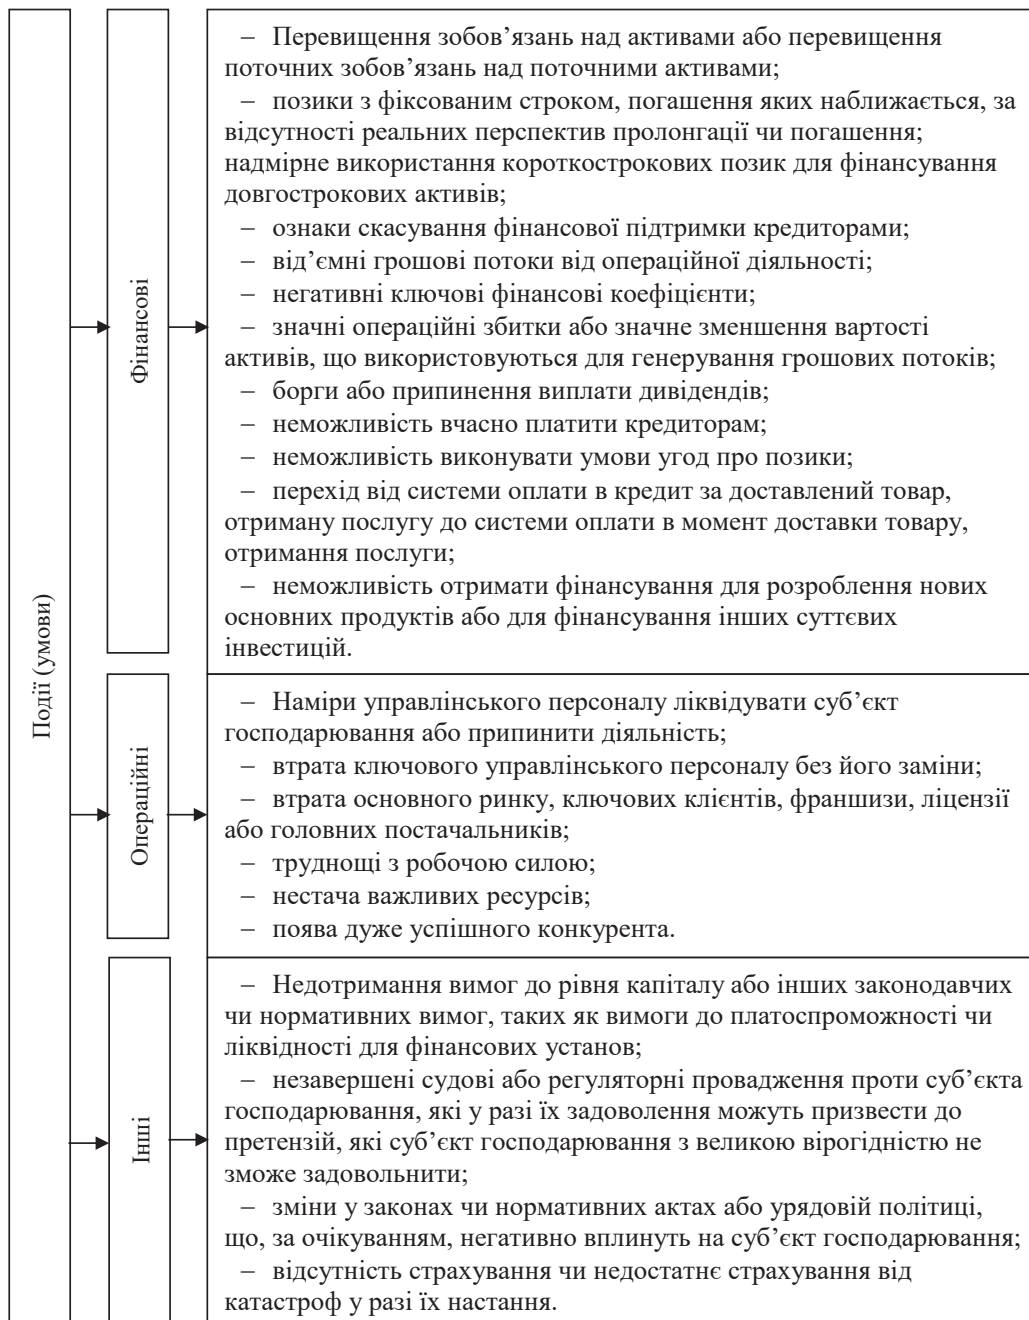 Події (умови)
Фінансові
– Перевищення зобов’язань над активами або перевищення
поточних зобов’язань над поточними активами;
– позики з фіксованим строком, погашення яких наближається, за
відсутності реальних перспектив пролонгації чи погашення;
надмірне використання короткострокових позик для фінансування
довгострокових активів;
– ознаки скасування фінансової підтримки кредиторами;
– від’ємні грошові потоки від операційної діяльності;
– негативні ключові фінансові коефіцієнти;
– значні операційні збитки або значне зменшення вартості
активів, що використовуються для генерування грошових потоків;
– борги або припинення виплати дивідендів;
– неможливість вчасно платити кредиторам;
– неможливість виконувати умови угод про позики;
– перехід від системи оплати в кредит за доставлений товар,
отриману послугу до системи оплати в момент доставки товару,
отримання послуги;
– неможливість отримати фінансування для розроблення нових
основних продуктів або для фінансування інших суттєвих
інвестицій.
Операційні
– Наміри управлінського персоналу ліквідувати суб’єкт
господарювання або припинити діяльність;
– втрата ключового управлінського персоналу без його заміни;
– втрата основного ринку, ключових клієнтів, франшизи, ліцензії
або головних постачальників;
– труднощі з робочою силою;
– нестача важливих ресурсів;
– поява дуже успішного конкурента.
Інші
– Недотримання вимог до рівня капіталу або інших законодавчих
чи нормативних вимог, таких як вимоги до платоспроможності чи
ліквідності для фінансових установ;
– незавершені судові або регуляторні провадження проти суб’єкта
господарювання, які у разі їх задоволення можуть призвести до
претензій, які суб’єкт господарювання з великою вірогідністю не
зможе задовольнити;
– зміни у законах чи нормативних актах або урядовій політиці,
що, за очікуванням, негативно вплинуть на суб’єкт господарювання;
– відсутність страхування чи недостатнє страхування від
катастроф у разі їх настання.